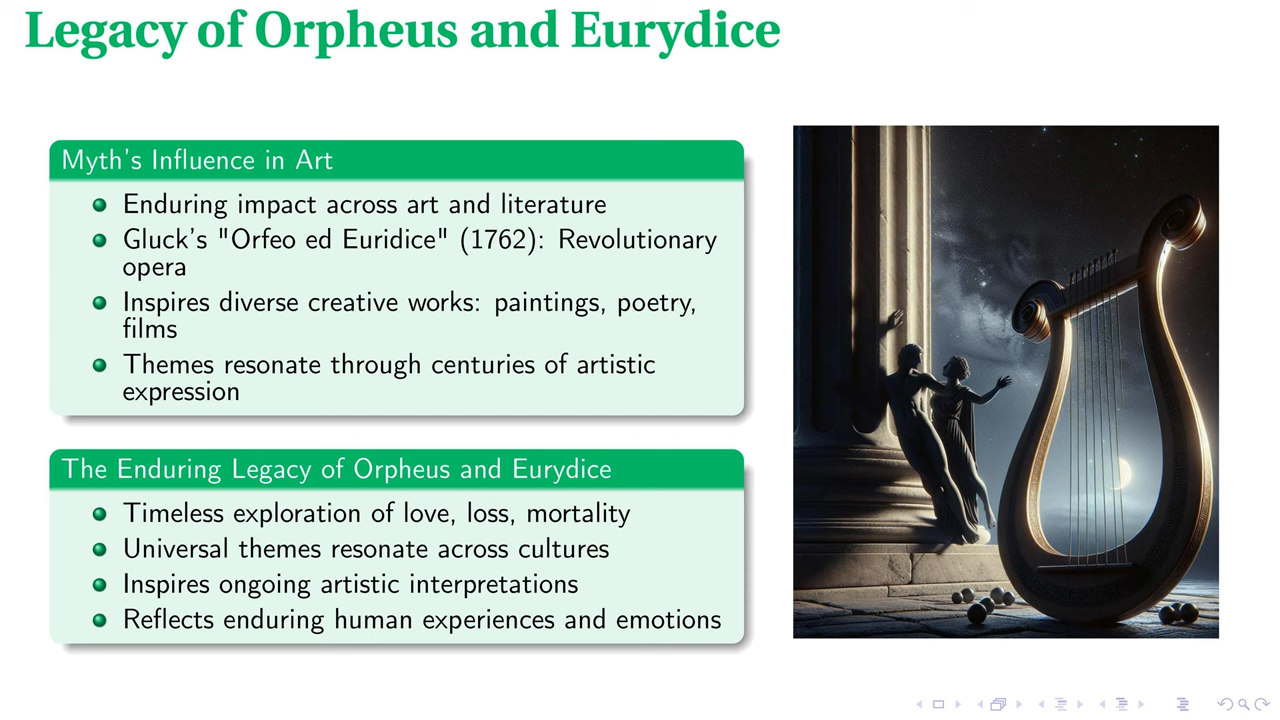 Legacy of Orpheus and Eurydice
Myth's Influence in Art
Enduring impact across art and literature
Gluck's "Orfeo ed Euridice" (1762): Revolutionary
opera
Inspires diverse creative works: paintings, poetry,
films
Themes resonate through centuries of artistic
expression
The Enduring Legacy of Orpheus and Eurydice
Timeless exploration of love, loss, mortality
Universal themes resonate across cultures
Inspires ongoing artistic interpretations
Reflects enduring human experiences and emotions